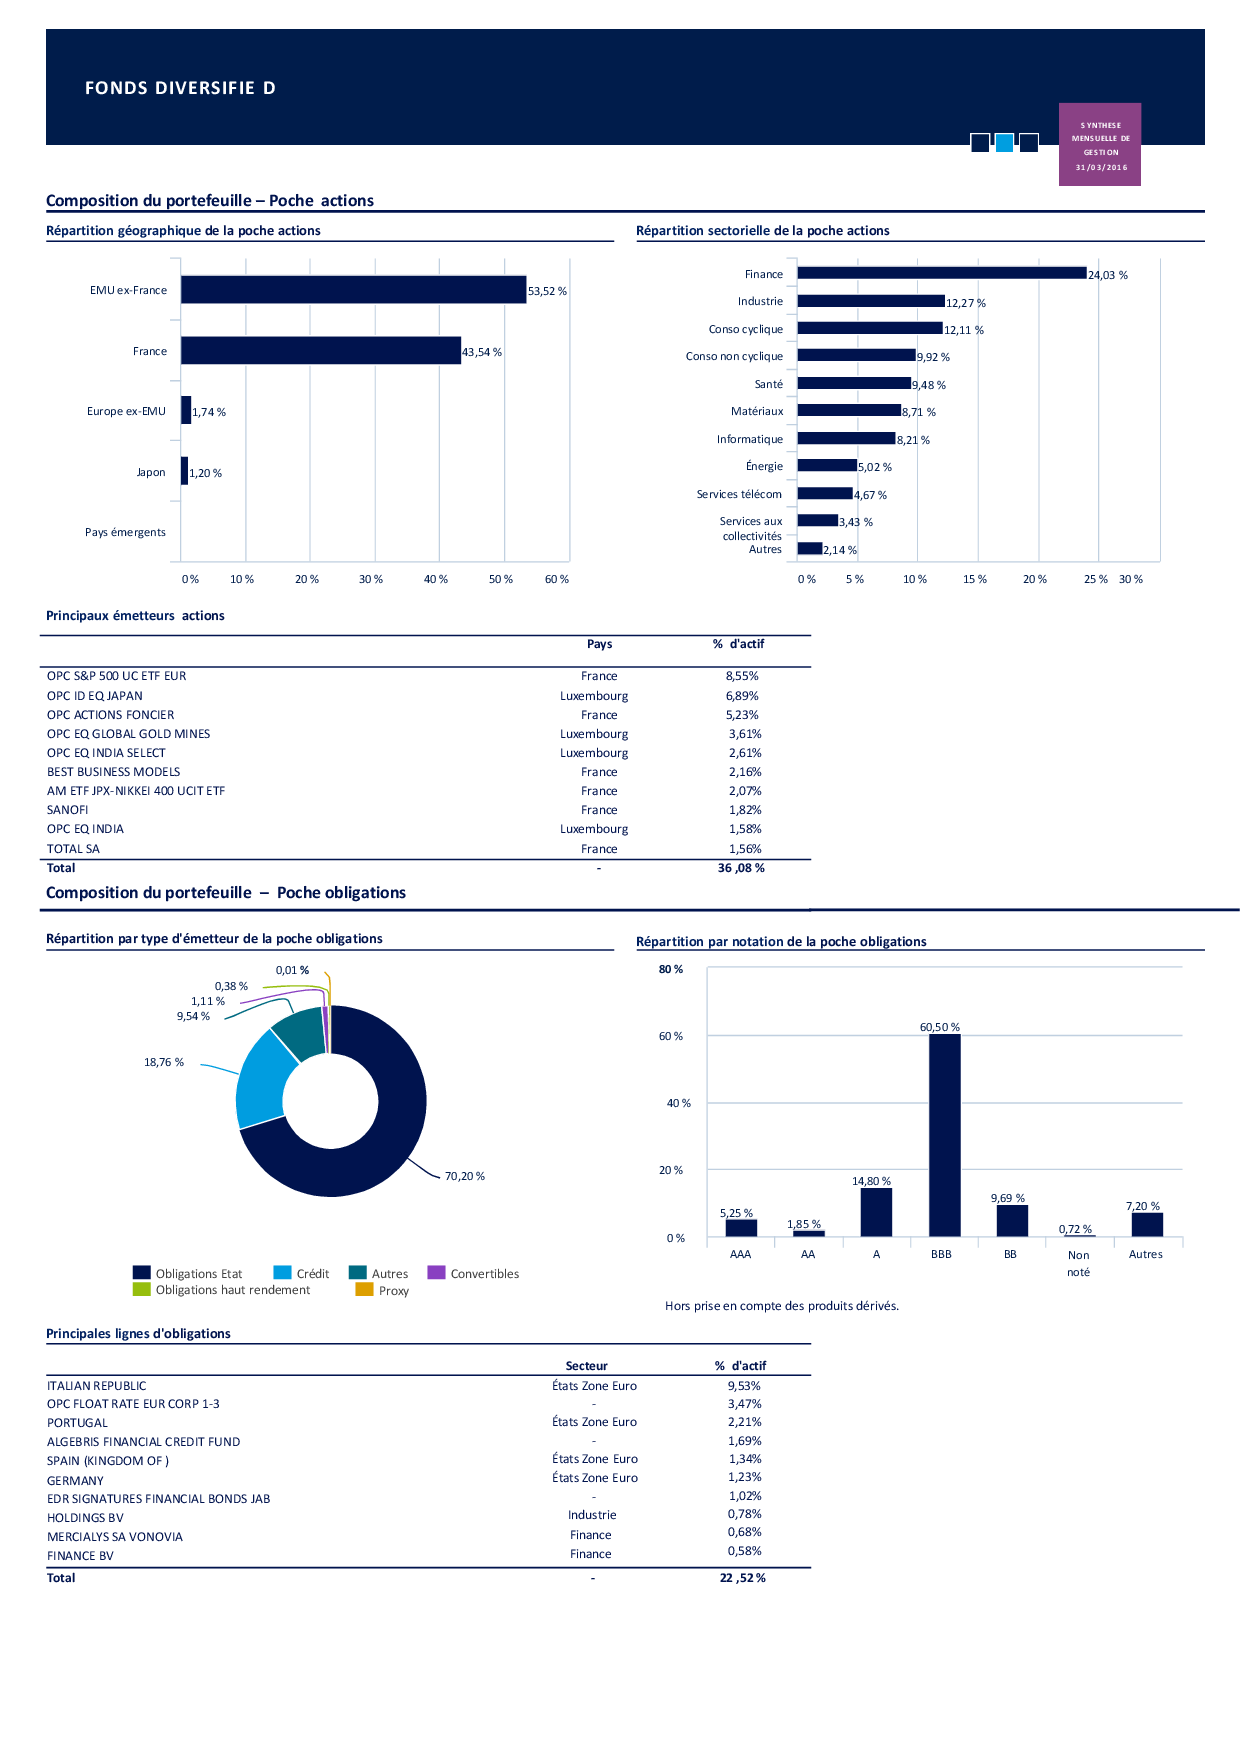 FONDS DIVERSIFIE D
SYNTHESE
MENSUELLE DE
GESTION
31/03/2016
Composition du portefeuille – Poche actions
Répartition géographique de la poche actions
EMU ex-France 53,52 %
France 43,54 %
Europe ex-EMU 1,74 %
Japon 1,20 %
Pays émergents
0 % 10 % 20 % 30 % 40 % 50 % 60 %
Répartition sectorielle de la poche actions
Finance 24,03 %
Industrie 12,27 %
Conso cyclique 12,11 %
Conso non cyclique 9,92 %
Santé 9,48 %
Matériaux 8,71 %
Informatique 8,21 %
Énergie 5,02 %
Services télécom 4,67 %
Services aux 3,43 %
collectivités
Autres 2,14 %
0 % 5 % 10 % 15 % 20 % 25 % 30 %
Principaux émetteurs actions
Pays % d'actif
OPC S&P 500 UC ETF EUR France 8,55%
OPC ID EQ JAPAN Luxembourg 6,89%
OPC ACTIONS FONCIER France 5,23%
OPC EQ GLOBAL GOLD MINES Luxembourg 3,61%
OPC EQ INDIA SELECT Luxembourg 2,61%
BEST BUSINESS MODELS France 2,16%
AM ETF JPX-NIKKEI 400 UCIT ETF France 2,07%
SANOFI France 1,82%
OPC EQ INDIA Luxembourg 1,58%
TOTAL SA France 1,56%
Total - 36 ,08 %
Composition du portefeuille – Poche obligations
Répartition par type d'émetteur de la poche obligations
0,01 %
0,38 %
1,11 %
9,54 %
18,76 %
70,20 %
Obligations Etat Crédit Autres Convertibles
Obligations haut rendement Proxy
Répartition par notation de la poche obligations
80 %
60 %
40 %
20 %
0 %
5,25 % 1,85 % 14,80 % 60,50 % 9,69 % 0,72 % 7,20 %
AAA AA A BBB BB Non Autres
noté
Hors prise en compte des produits dérivés.
Principales lignes d'obligations
Secteur % d'actif
ITALIAN REPUBLIC États Zone Euro 9,53%
OPC FLOAT RATE EUR CORP 1-3 - 3,47%
PORTUGAL États Zone Euro 2,21%
ALGEBRIS FINANCIAL CREDIT FUND - 1,69%
SPAIN (KINGDOM OF ) États Zone Euro 1,34%
GERMANY États Zone Euro 1,23%
EDR SIGNATURES FINANCIAL BONDS JAB - 1,02%
HOLDINGS BV Industrie 0,78%
MERCIALYS SA VONOVIA Finance 0,68%
FINANCE BV Finance 0,58%
Total - 22 ,52 %